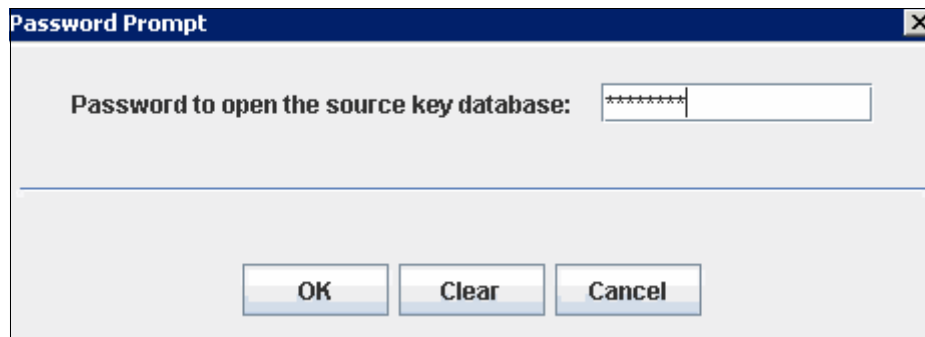 Password Prompt
Password to open the source key database: ********
OK Clear Cancel